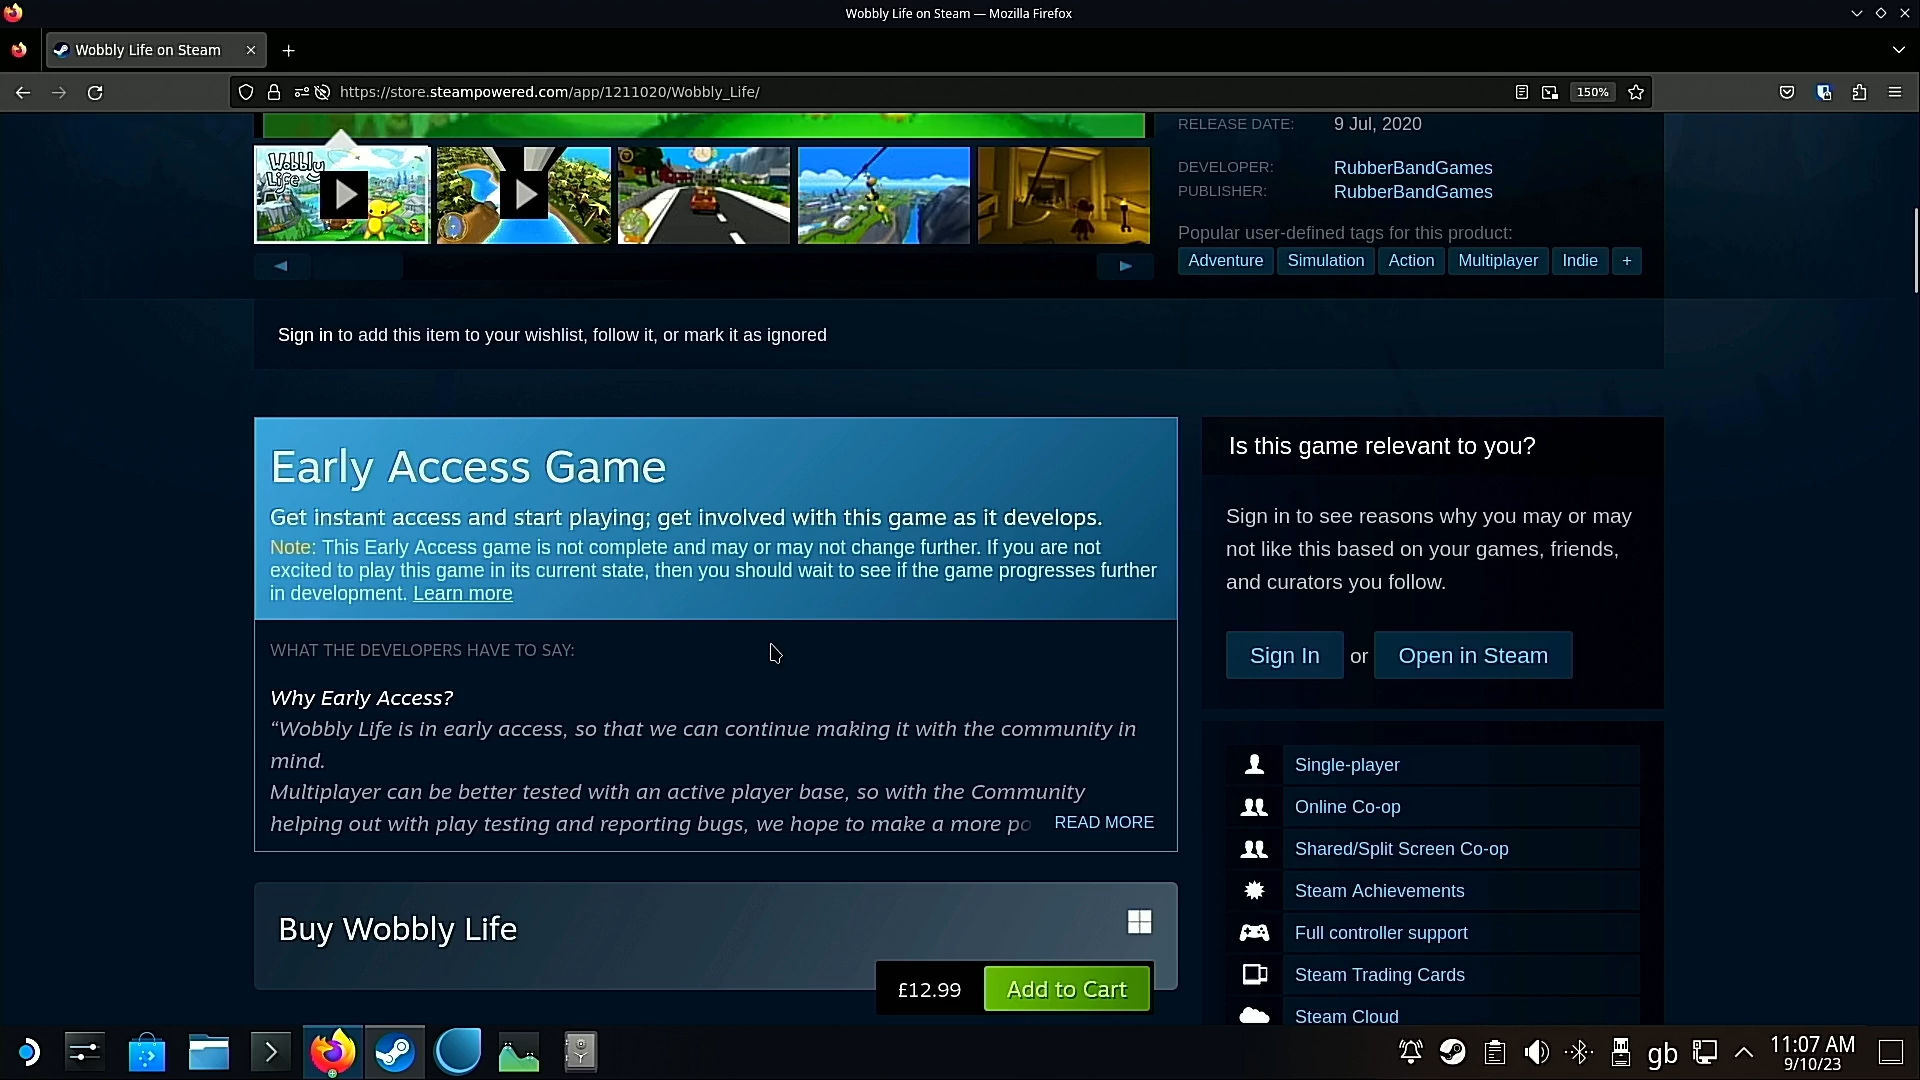 Wobbly Life on Steam — Mozilla Firefox
Wobbly Life on Steam
https://store.steampowered.com/app/1211020/Wobbly_Life/
150%
Wobbly
Life
RELEASE DATE: 9 Jul, 2020
DEVELOPER: RubberBandGames
PUBLISHER: RubberBandGames
Popular user-defined tags for this product:
Adventure Simulation Action Multiplayer Indie +
Sign in to add this item to your wishlist, follow it, or mark it as ignored
Early Access Game
Get instant access and start playing; get involved with this game as it develops.
Note: This Early Access game is not complete and may or may not change further. If you are not
excited to play this game in its current state, then you should wait to see if the game progresses further
in development. Learn more
WHAT THE DEVELOPERS HAVE TO SAY:
Why Early Access?
“Wobbly Life is in early access, so that we can continue making it with the community in
mind.
Multiplayer can be better tested with an active player base, so with the Community
helping out with play testing and reporting bugs, we hope to make a more po READ MORE
Buy Wobbly Life
£12.99 Add to Cart
Is this game relevant to you?
Sign in to see reasons why you may or may
not like this based on your games, friends,
and curators you follow.
Sign In or Open in Steam
Single-player
Online Co-op
Shared/Split Screen Co-op
Steam Achievements
Full controller support
Steam Trading Cards
Steam Cloud
gb
11:07 AM
9/10/23